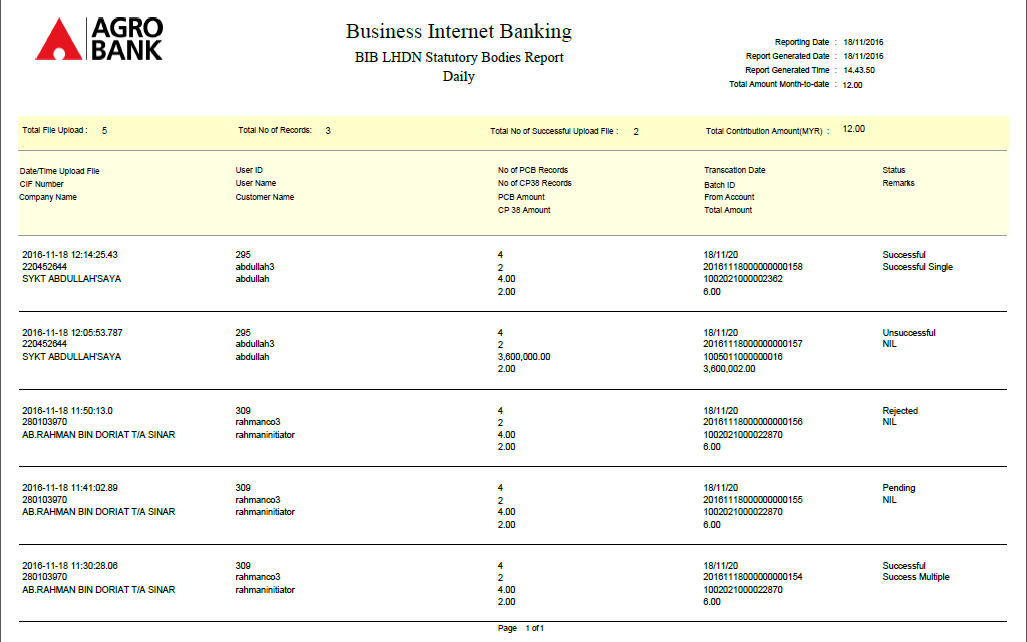 AGRO
BANK
Business Internet Banking
BIB LHDN Statutory Bodies Report
Daily
Reporting Date : 18/11/2016
Report Generated Date : 18/11/2016
Report Generated Time : 14.43.50
Total Amount Month-to-date : 12.00
Total File Upload : 5 Total No of Records: 3 Total No of Successful Upload File : 2 Total Contribution Amount(MYR) : 12.00
Date/Time Upload File User ID No of PCB Records Transcation Date Status
CIF Number User Name No of CP38 Records Batch ID Remarks
Company Name Customer Name PCB Amount From Account
CP 38 Amount Total Amount
2016-11-18 12:14:25.43 295 4 18/11/20 Successful
220452644 abdullah3 2 20161118000000000158 Successful Single
SYKT ABDULLAH'SAYA abdullah 4.00 1002021000002362
2.00 6.00
2016-11-18 12:05:53.787 295 4 18/11/20 Unsuccessful
220452644 abdullah3 2 20161118000000000157 NIL
SYKT ABDULLAH'SAYA abdullah 3,600,000.00 1005011000000016
2.00 3,600,002.00
2016-11-18 11:50:13.0 309 4 18/11/20 Rejected
280103970 rahmanco3 2 20161118000000000156 NIL
AB.RAHMAN BIN DORIAT T/A SINAR rahmaninitiator 4.00 1002021000022870
2.00 6.00
2016-11-18 11:41:02.89 309 4 18/11/20 Pending
280103970 rahmanco3 2 20161118000000000155 NIL
AB.RAHMAN BIN DORIAT T/A SINAR rahmaninitiator 4.00 1002021000022870
2.00 6.00
2016-11-18 11:30:28.06 309 4 18/11/20 Successful
280103970 rahmanco3 2 20161118000000000154 Success Multiple
AB.RAHMAN BIN DORIAT T/A SINAR rahmaninitiator 4.00 1002021000022870
2.00 6.00
Page 1 of 1